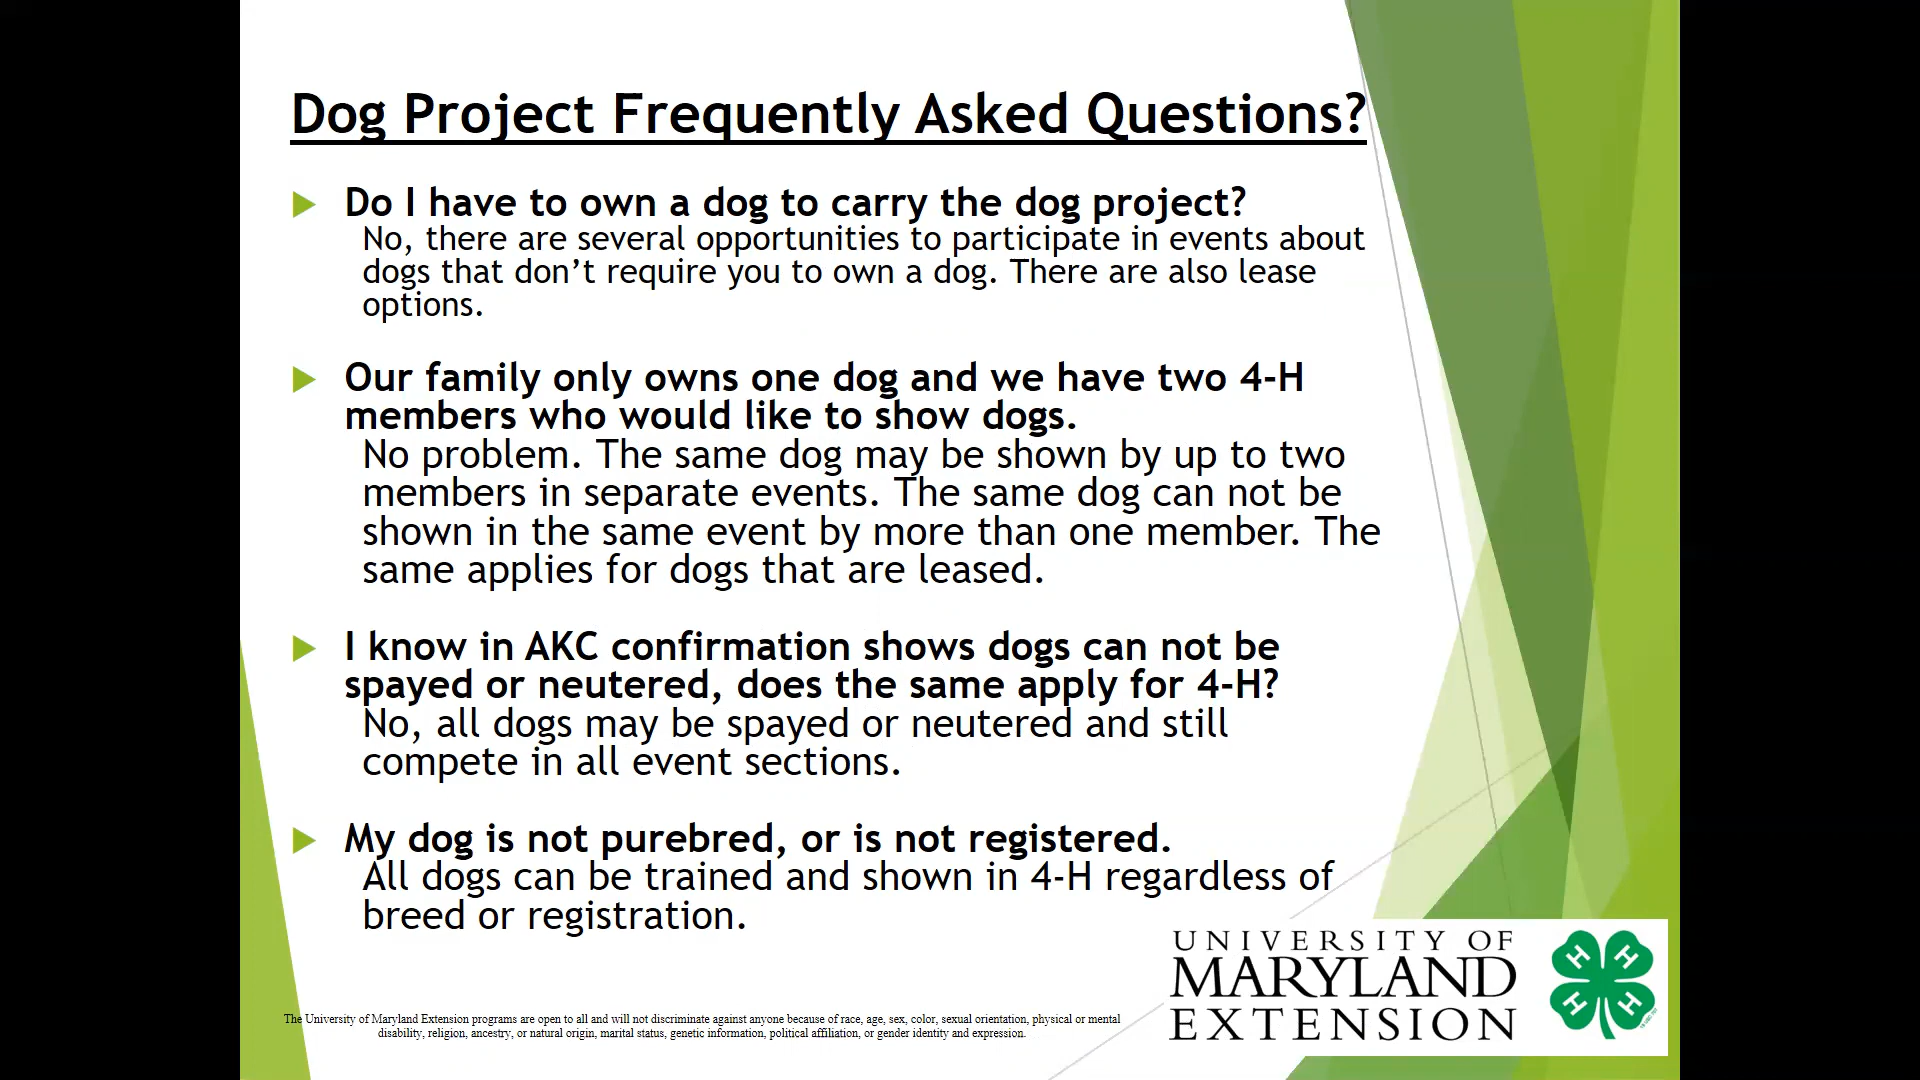 Dog Project Frequently Asked Questions?
Do I have to own a dog to carry the dog project?
No, there are several opportunities to participate in events about
dogs that don’t require you to own a dog. There are also lease
options.
Our family only owns one dog and we have two 4-H
members who would like to show dogs.
No problem. The same dog may be shown by up to two
members in separate events. The same dog can not be
shown in the same event by more than one member. The
same applies for dogs that are leased.
I know in AKC confirmation shows dogs can not be
spayed or neutered, does the same apply for 4-H?
No, all dogs may be spayed or neutered and still
compete in all event sections.
My dog is not purebred, or is not registered.
All dogs can be trained and shown in 4-H regardless of
breed or registration.
The University of Maryland Extension programs are open to all and will not discriminate against anyone because of race, age, sex, color, sexual orientation, physical or mental
disability, religion, ancestry, or natural origin, marital status, genetic information, political affiliation, or gender identity and expression.
UNIVERSITY OF
MARYLAND
EXTENSION
H H
H H